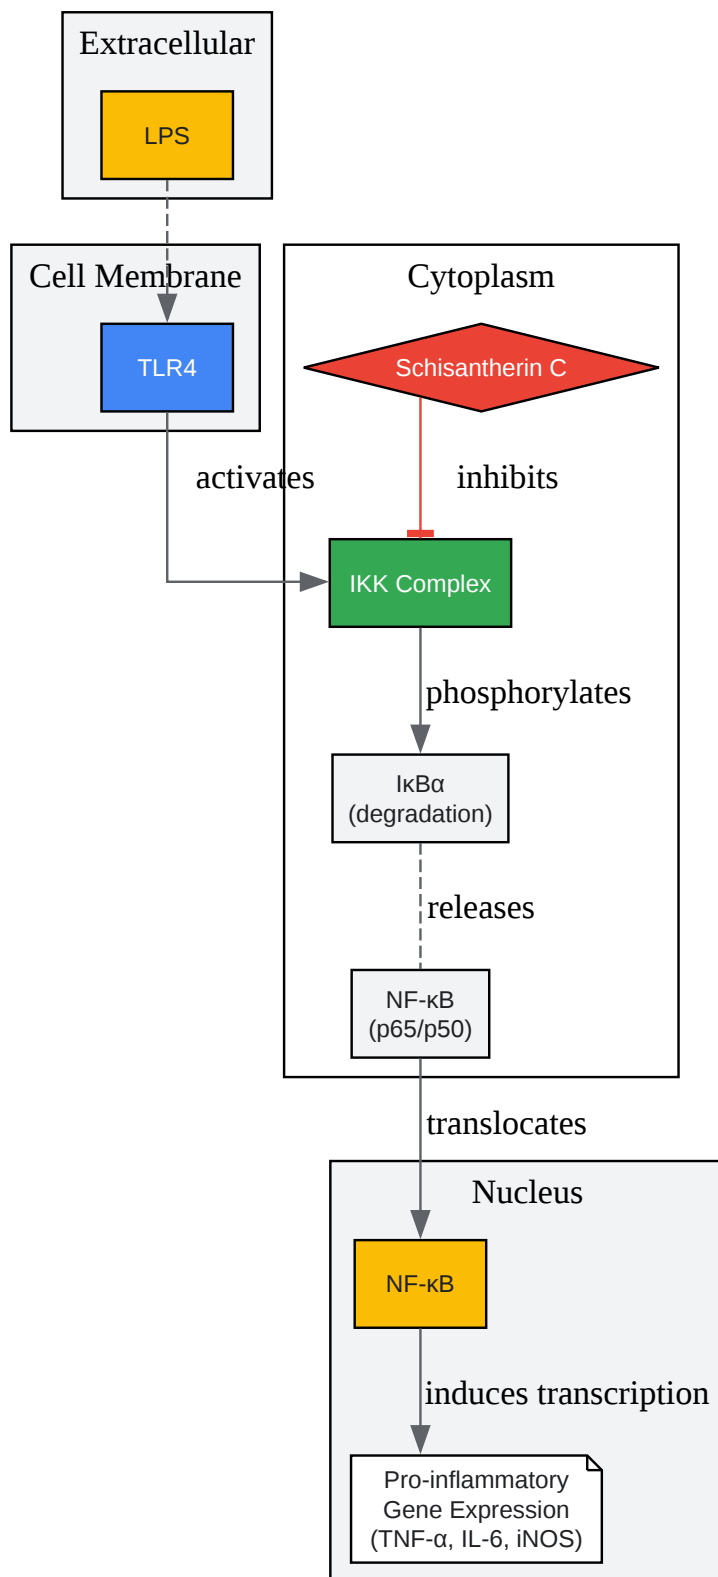 Extracellular
LPS
Cell Membrane
TLR4
Cytoplasm
Schisantherin C
activates
inhibits
IKK Complex
phosphorylates
IκBα
(degradation)
releases
NF-κB
(p65/p50)
translocates
Nucleus
NF-κB
induces transcription
Pro-inflammatory
Gene Expression
(TNF-α, IL-6, iNOS)